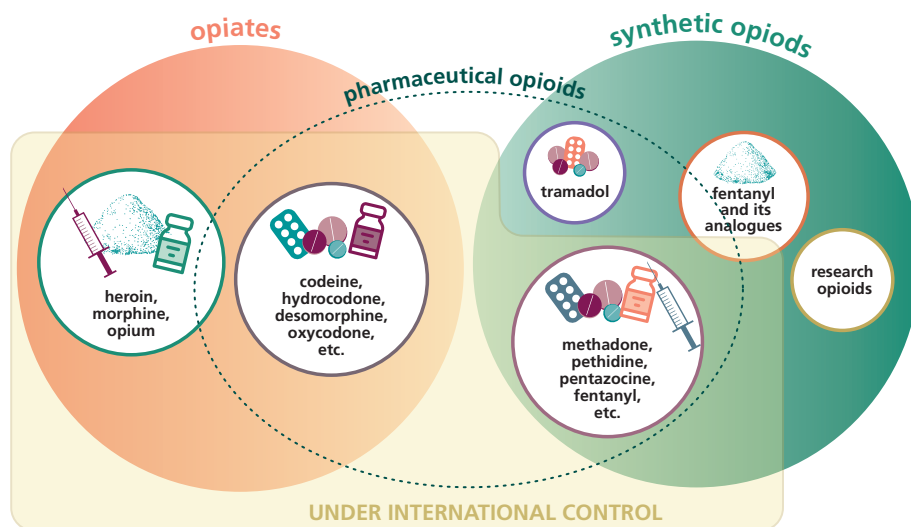 opiates
synthetic opiods
pharmaceutical opioids
tramadol
fentanyl
and its
analogues
research
opioids
heroin,
morphine,
opium
codeine,
hydrocodone,
desomorphine,
oxycodone,
etc.
methadone,
pethidine,
pentazocine,
fentanyl,
etc.
UNDER INTERNATIONAL CONTROL